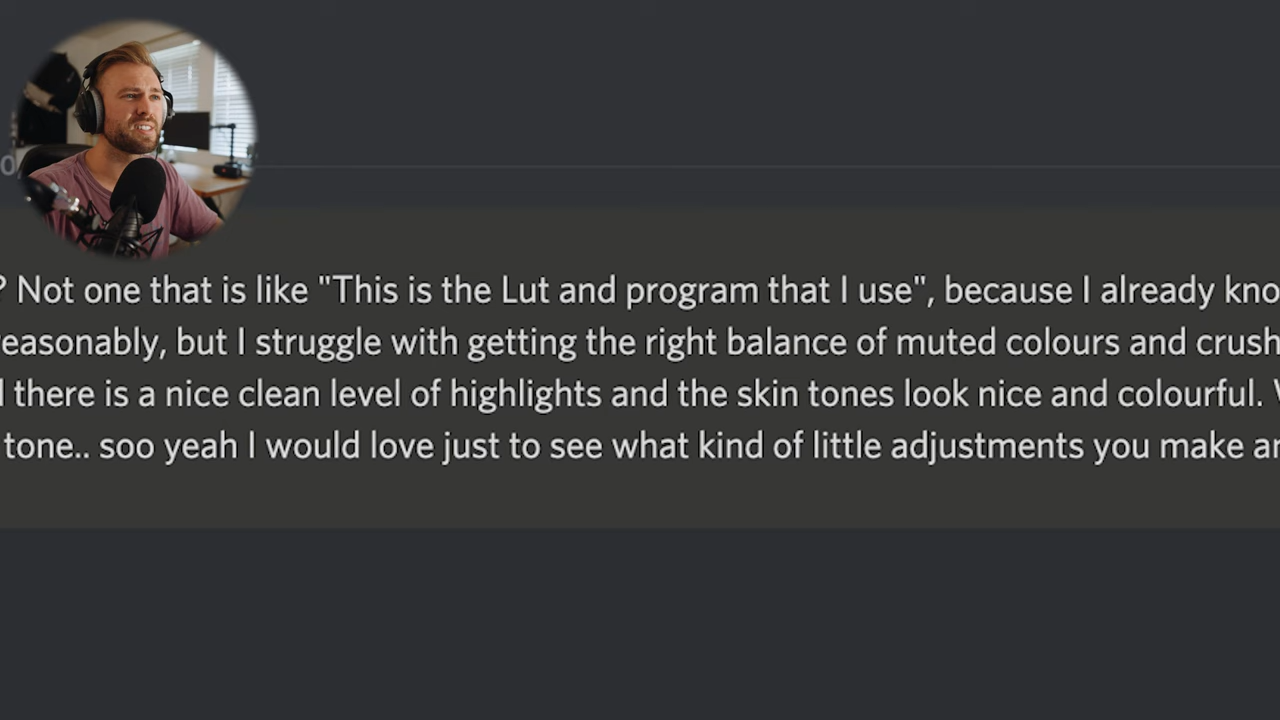 ? Not one that is like "This is the Lut and program that I use", because I already kno
easonably, but I struggle with getting the right balance of muted colours and crush
there is a nice clean level of highlights and the skin tones look nice and colourful.
tone.. soo yeah I would love just to see what kind of little adjustments you make